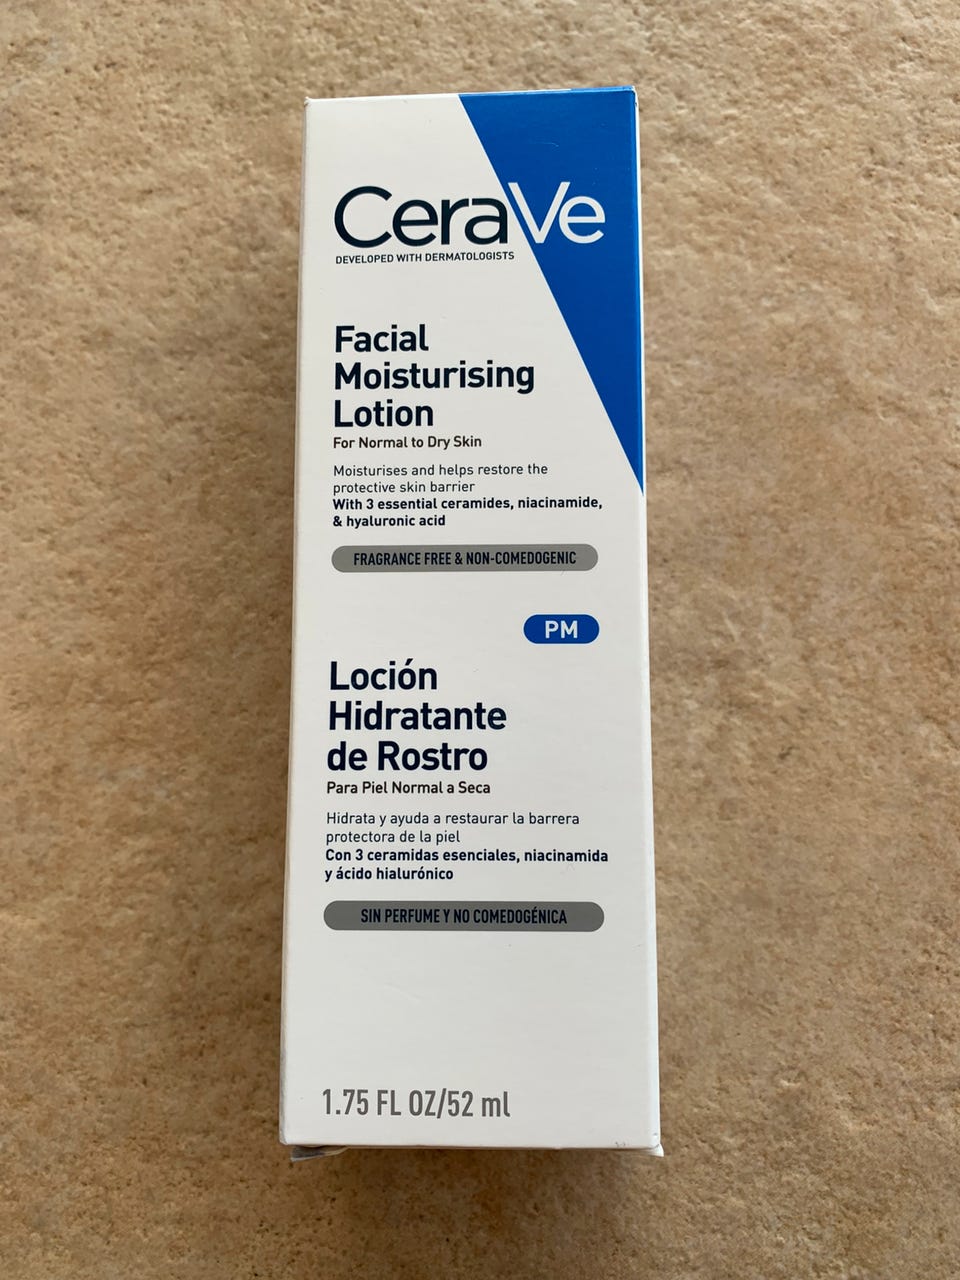 CeraVe
DEVELOPED WITH DERMATOLOGISTS
Facial
Moisturising
Lotion
For Normal to Dry Skin
Moisturises and helps restore the
protective skin barrier
With 3 essential ceramides, niacinamide,
& hyaluronic acid
FRAGRANCE FREE & NON-COMEDOGENIC
PM
Loción
Hidratante
de Rostro
Para Piel Normal a Seca
Hidrata y ayuda a restaurar la barrera
protectora de la piel
Con 3 ceramidas esenciales, niacinamida
y ácido hialurónico
SIN PERFUME Y NO COMEDOGÉNICA
1.75 FL OZ/52 ml